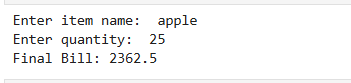 Enter item name:  apple
Enter quantity:  25
Final Bill: 2362.5